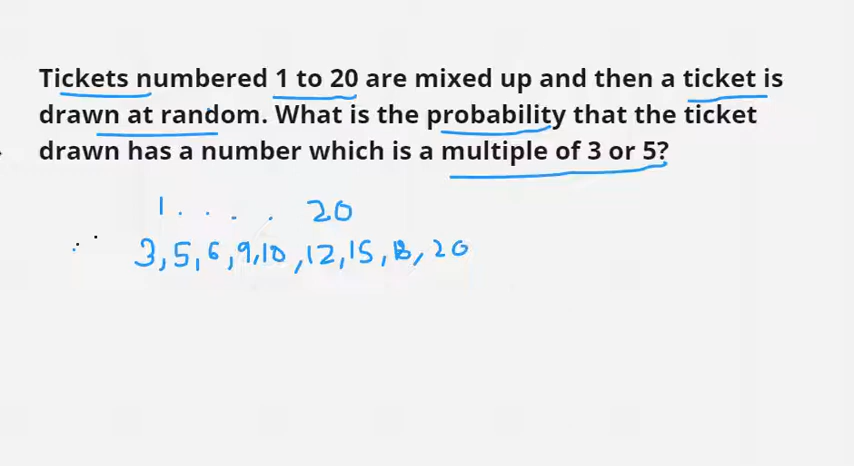 Tickets numbered 1 to 20 are mixed up and then a ticket is
drawn at random. What is the probability that the ticket
drawn has a number which is a multiple of 3 or 5?
1 . . . . 20
3, 5, 6, 9, 10, 12, 15, 18, 20